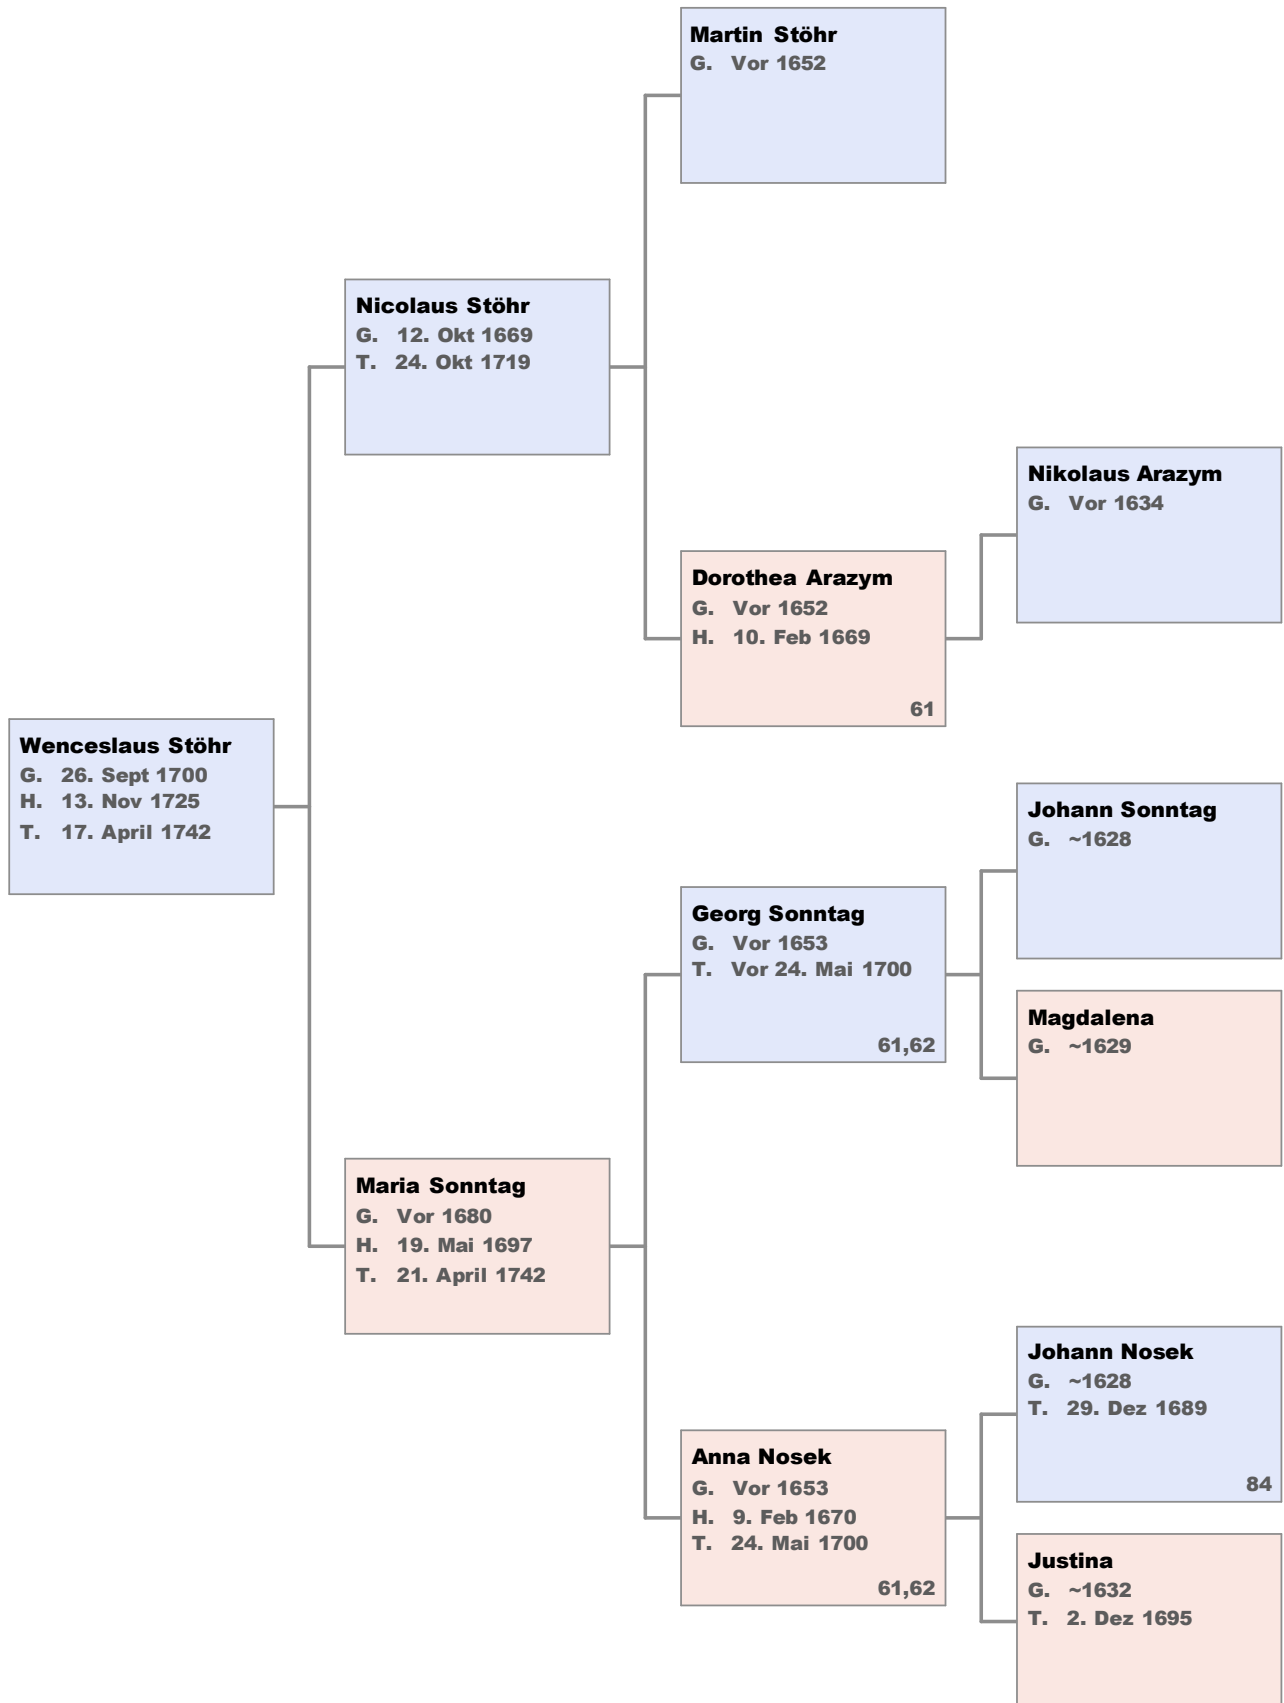 Martin Stöhr
G. Vor 1652
Nicolaus Stöhr
G. 12. Okt 1669
T. 24. Okt 1719
Nikolaus Arazym
G. Vor 1634
Dorothea Arazym
G. Vor 1652
H. 10. Feb 1669
61
Wenceslaus Stöhr
G. 26. Sept 1700
H. 13. Nov 1725
T. 17. April 1742
Johann Sonntag
G. ~1628
Georg Sonntag
G. Vor 1653
T. Vor 24. Mai 1700
61,62
Magdalena
G. ~1629
Maria Sonntag
G. Vor 1680
H. 19. Mai 1697
T. 21. April 1742
Johann Nosek
G. ~1628
T. 29. Dez 1689
84
Anna Nosek
G. Vor 1653
H. 9. Feb 1670
T. 24. Mai 1700
61,62
Justina
G. ~1632
T. 2. Dez 1695